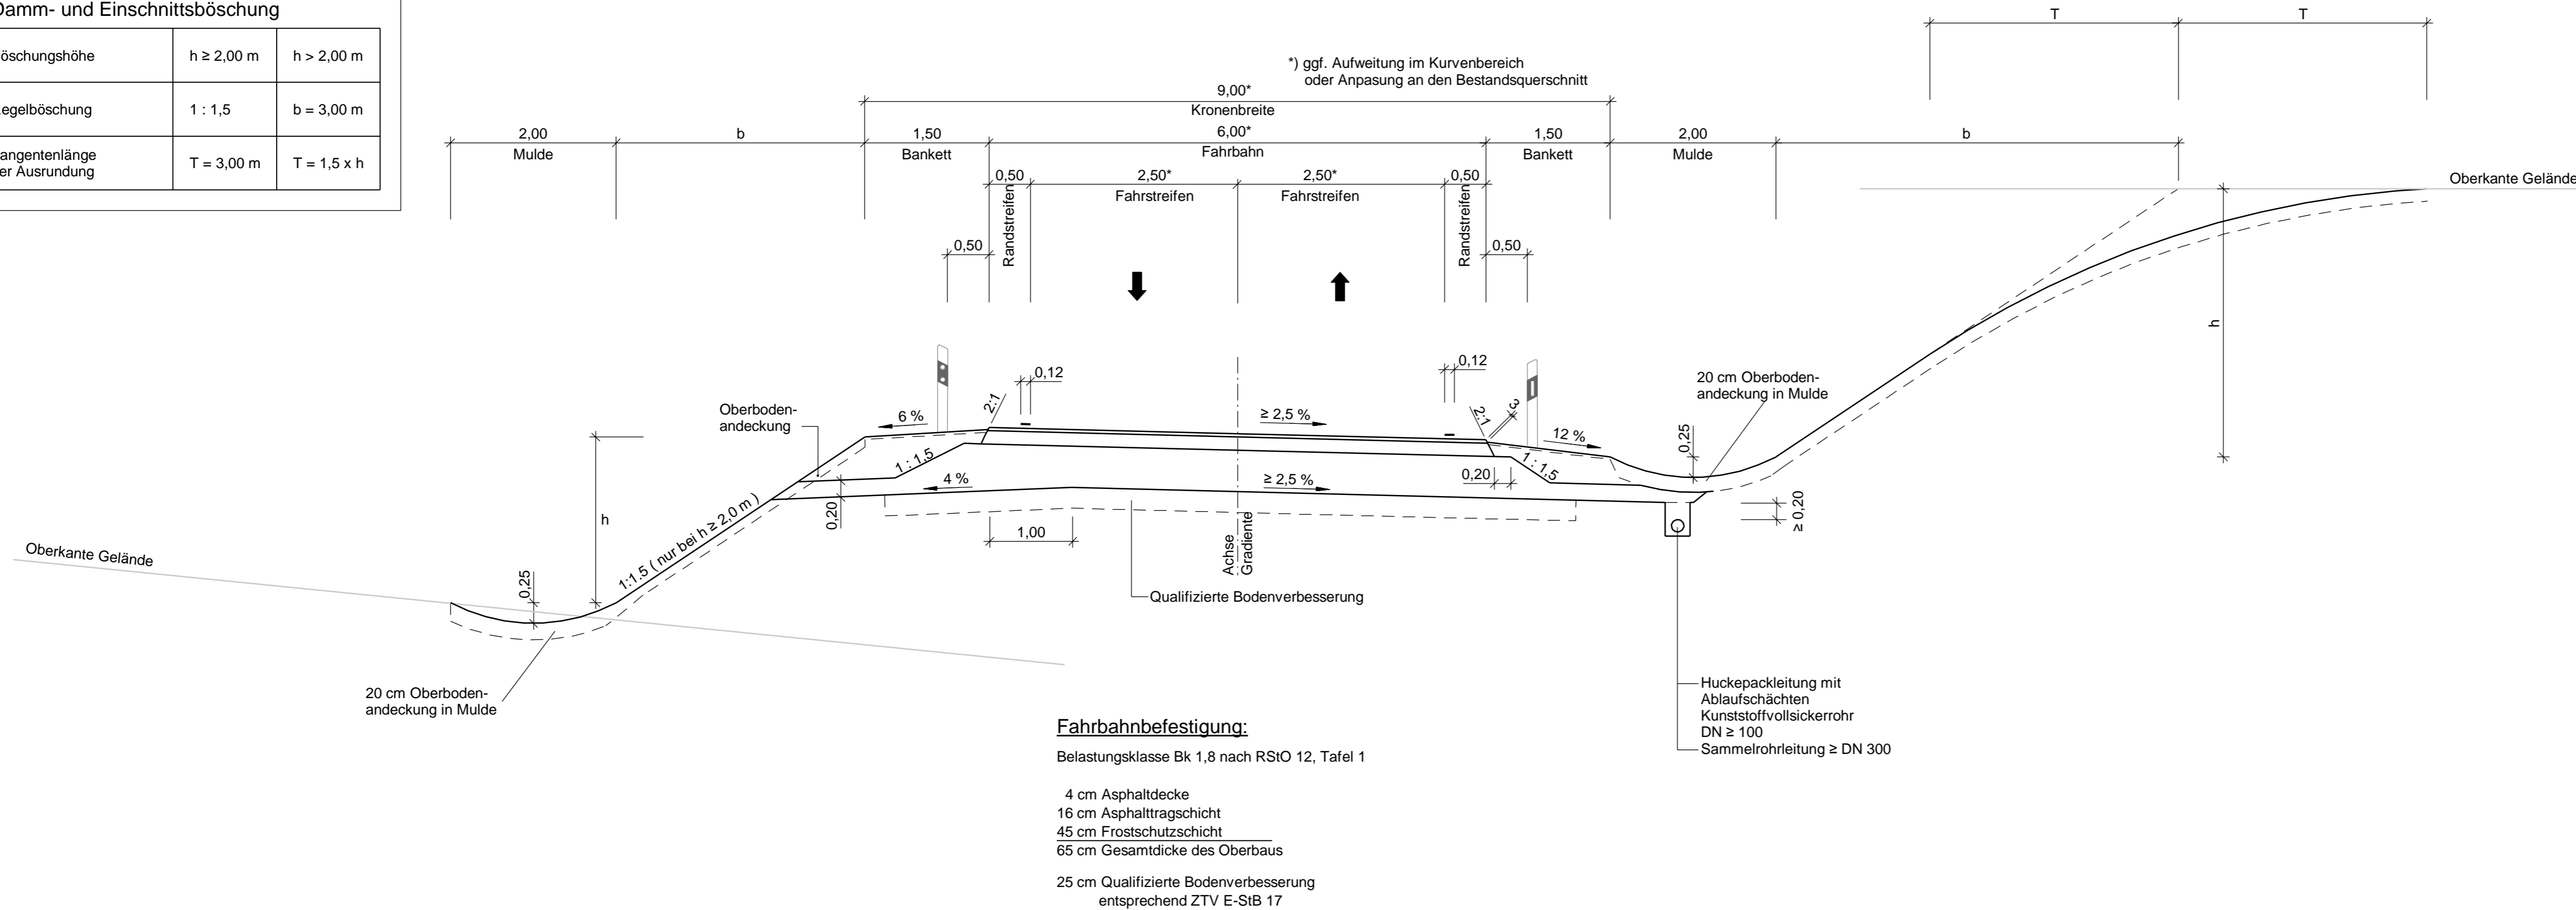 Damm- und Einschnittsböschung
öschungshöhe
h ≥ 2,00 m
h > 2,00 m
egelböschung
1 : 1,5
b = 3,00 m
angentenlänge
er Ausrundung
T = 3,00 m
T = 1,5 x h
T
T
*) ggf. Aufweitung im Kurvenbereich
oder Anpasung an den Bestandsquerschnitt
9,00*
Kronenbreite
2,00
Mulde
b
1,50
Bankett
6,00*
Fahrbahn
1,50
Bankett
2,00
Mulde
b
0,50
Randstreifen
2,50*
Fahrstreifen
2,50*
Fahrstreifen
0,50
Randstreifen
Oberkante Gelände
0,50
0,50
h
0,12
0,12
20 cm Oberboden-
andeckung in Mulde
Oberboden-
andeckung
6 %
2:1
≥ 2,5 %
2:1
3
12 %
0,25
1 : 1,5
4 %
≥ 2,5 %
0,20
1 : 1,5
0,20
≥ 0,20
h
1:1.5 ( nur bei h ≥ 2,0 m )
1,00
Achse
Gradiente
Oberkante Gelände
0,25
Qualifizierte Bodenverbesserung
20 cm Oberboden-
andeckung in Mulde
Huckepackleitung mit
Ablaufschächten
Kunststoffvollsickerrohr
DN ≥ 100
Sammelrohrleitung ≥ DN 300
Fahrbahnbefestigung:
Belastungsklasse Bk 1,8 nach RStO 12, Tafel 1
4 cm Asphaltdecke
16 cm Asphalttragschicht
45 cm Frostschutzschicht
65 cm Gesamtdicke des Oberbaus
25 cm Qualifizierte Bodenverbesserung
entsprechend ZTV E-StB 17